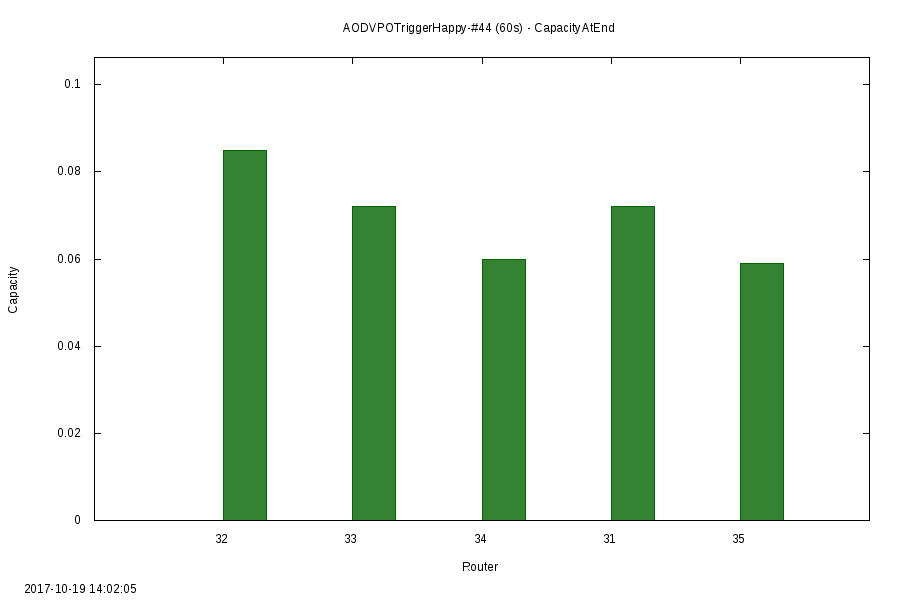 AODVPOTriggerHappy-#44 (60s) - CapacityAtEnd
0.1
0.08
0.06
0.04
0.02
0
Capacity
32 33 34 31 35
Router
2017-10-19 14:02:05